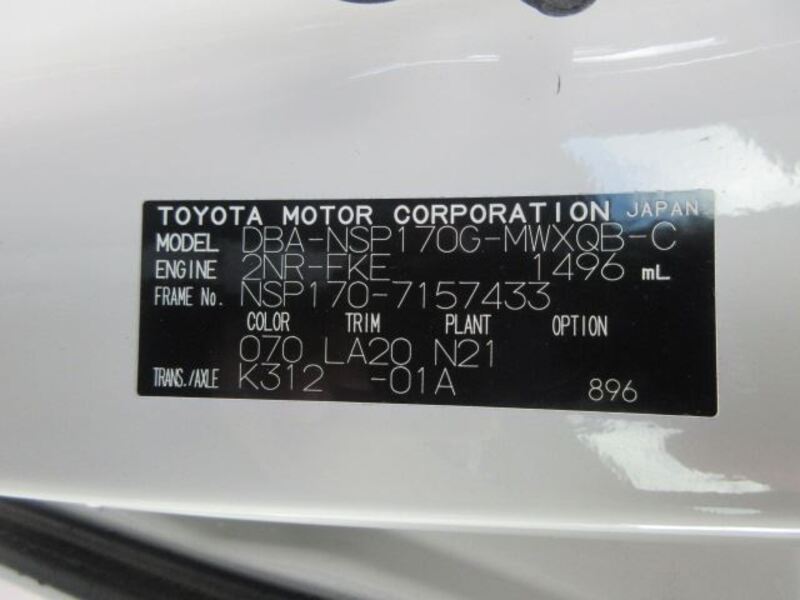 TOYOTA MOTOR CORPORATION JAPAN
MODEL DBA-NSP170G-MWXQB-C
ENGINE 2NR-FKE 1496 mL
FRAME No. NSP170-7157433
COLOR TRIM PLANT OPTION
070 LA20 N21
TRANS./AXLE K312 -01A 896